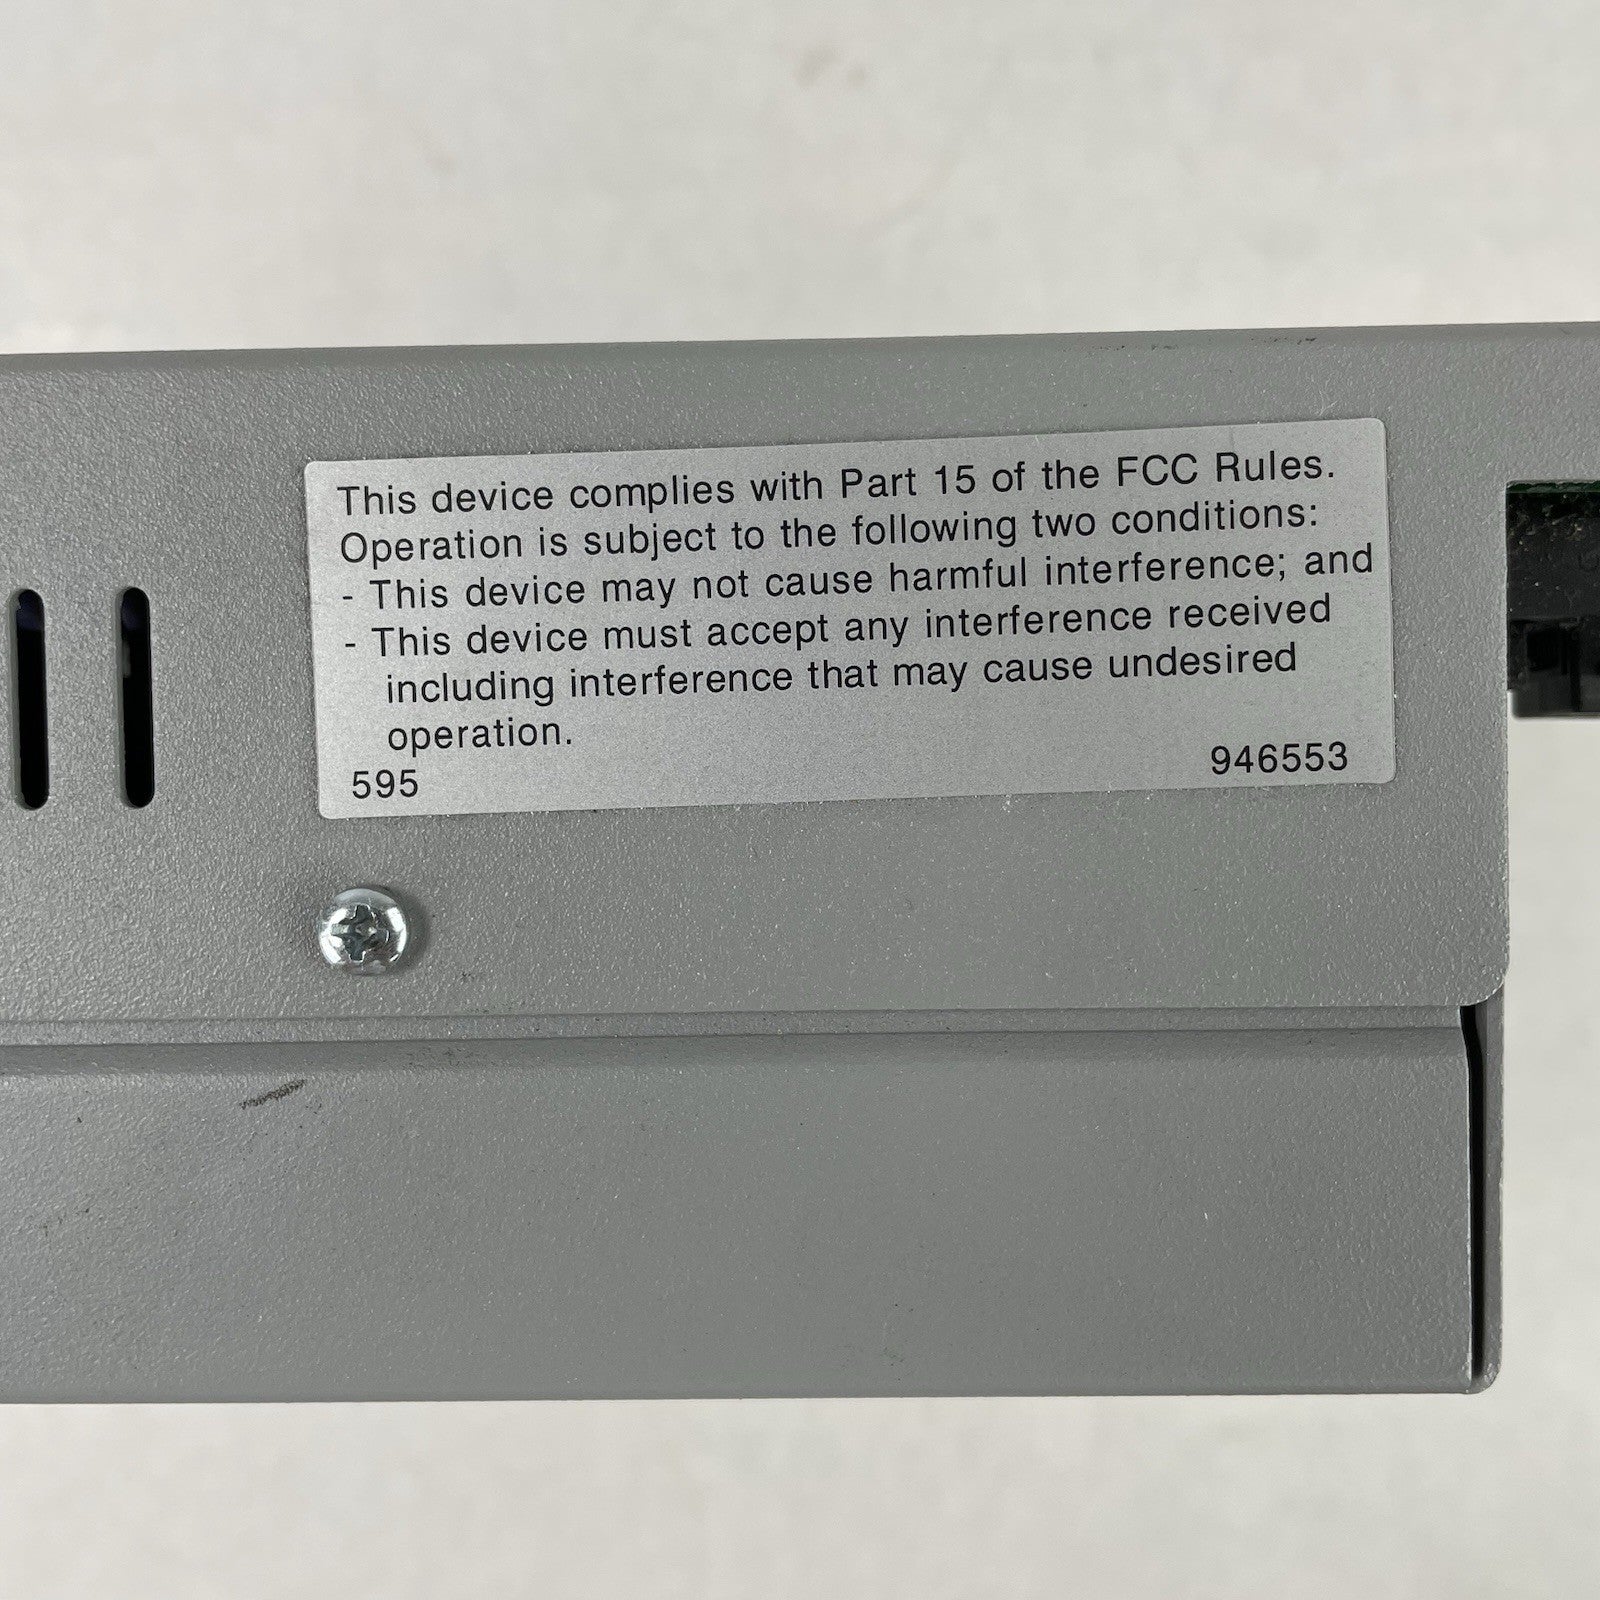 This device complies with Part 15 of the FCC Rules.
Operation is subject to the following two conditions:
- This device may not cause harmful interference; and
- This device must accept any interference received
including interference that may cause undesired
operation.
595 946553